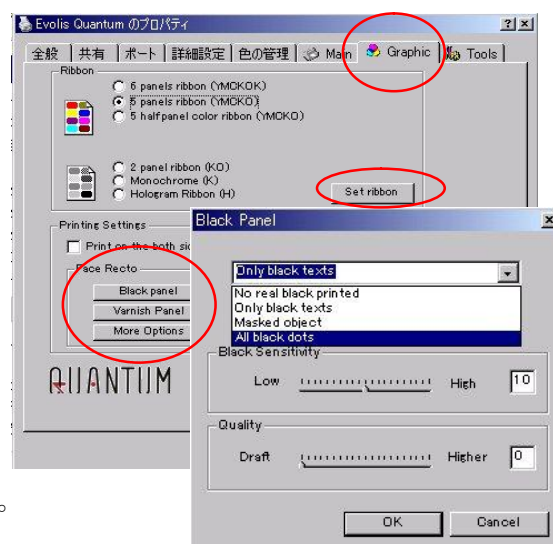 Evolis Quantum のプロパティ
全般 共有 ポート 詳細設定 色の管理 Main Graphic Tools
Ribbon
6 panels ribbon (YMCKOK)
5 panels ribbon (YMCKO)
5 halfpanel color ribbon (YMCKO)
2 panel ribbon (KO)
Monochrome (K)
Hologram Ribbon (H)
Set ribbon
Printing Settings
Print on the both si
Face Recto
Black panel
Varnish Panel
More Options
QUANTUM
Black Panel
Only black texts
No real black printed
Only black texts
Masked object
All black dots
Black Sensitivity
Low High 10
Quality
Draft Higher 0
OK Cancel
。